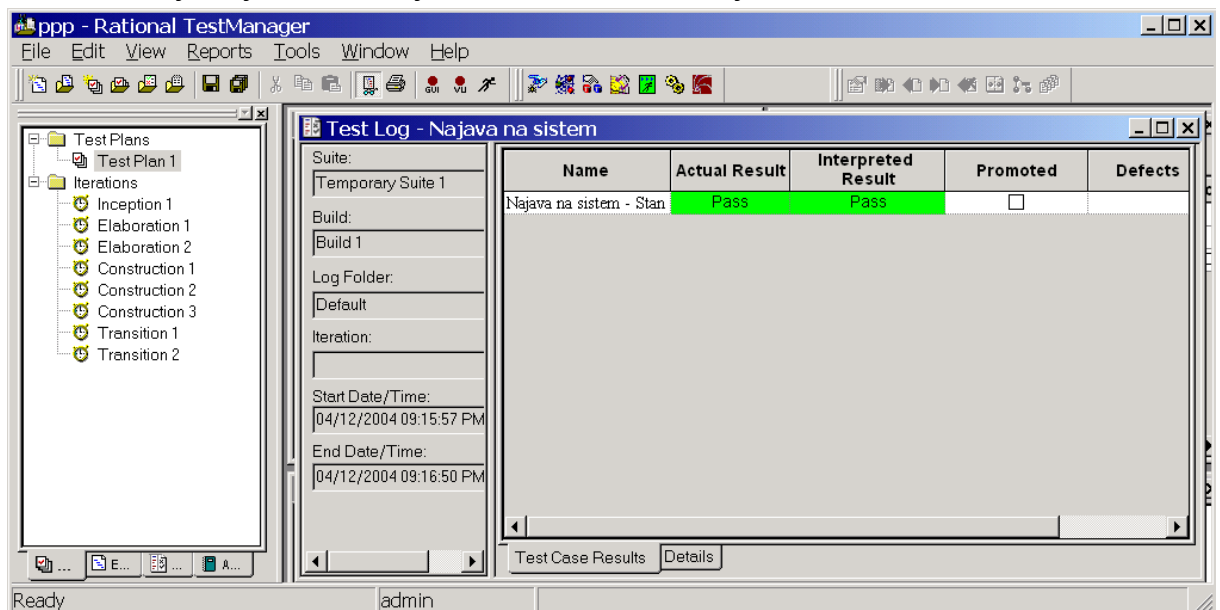 ppp - Rational TestManager
File Edit View Reports Tools Window Help
GUI VU
Test Plans
Test Plan 1
Iterations
Inception 1
Elaboration 1
Elaboration 2
Construction 1
Construction 2
Construction 3
Transition 1
Transition 2
E...
A...
Test Log - Najava na sistem
Suite:
Temporary Suite 1
Build:
Build 1
Log Folder:
Default
Iteration:
Start Date/Time:
04/12/2004 09:15:57 PM
End Date/Time:
04/12/2004 09:16:50 PM
Name Actual Result Interpreted Result Promoted Defects
Najava na sistem - Stan Pass Pass
Test Case Results Details
Ready admin